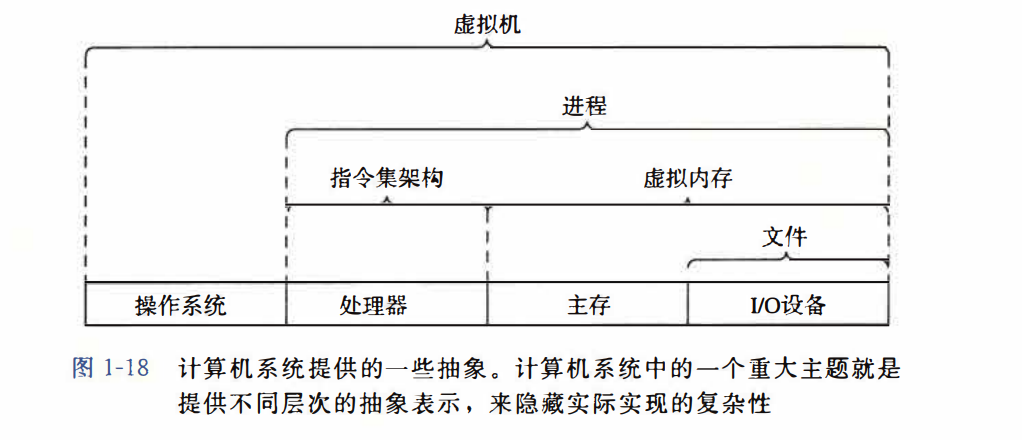 虚拟机
进程
指令集架构
虚拟内存
文件
操作系统
处理器
主存
I/O设备
图 1-18 计算机系统提供的一些抽象。计算机系统中的一个重大主题就是
提供不同层次的抽象表示，来隐藏实际实现的复杂性